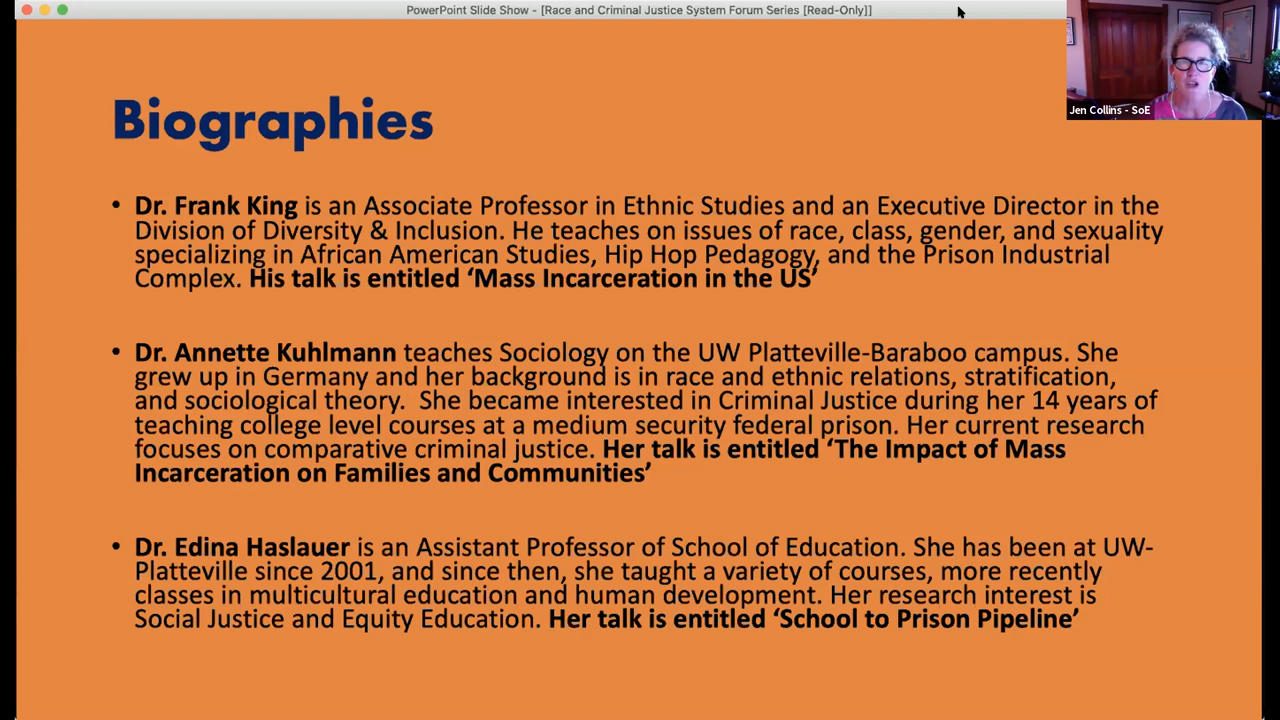 PowerPoint Slide Show - [Race and Criminal Justice System Forum Series [Read-Only]]
Jen Collins - SoE
Biographies
• Dr. Frank King is an Associate Professor in Ethnic Studies and an Executive Director in the
Division of Diversity & Inclusion. He teaches on issues of race, class, gender, and sexuality
specializing in African American Studies, Hip Hop Pedagogy, and the Prison Industrial
Complex. His talk is entitled ‘Mass Incarceration in the US’
• Dr. Annette Kuhlmann teaches Sociology on the UW Platteville-Baraboo campus. She
grew up in Germany and her background is in race and ethnic relations, stratification,
and sociological theory.  She became interested in Criminal Justice during her 14 years of
teaching college level courses at a medium security federal prison. Her current research
focuses on comparative criminal justice. Her talk is entitled ‘The Impact of Mass
Incarceration on Families and Communities’
• Dr. Edina Haslauer is an Assistant Professor of School of Education. She has been at UW-
Platteville since 2001, and since then, she taught a variety of courses, more recently
classes in multicultural education and human development. Her research interest is
Social Justice and Equity Education. Her talk is entitled ‘School to Prison Pipeline’